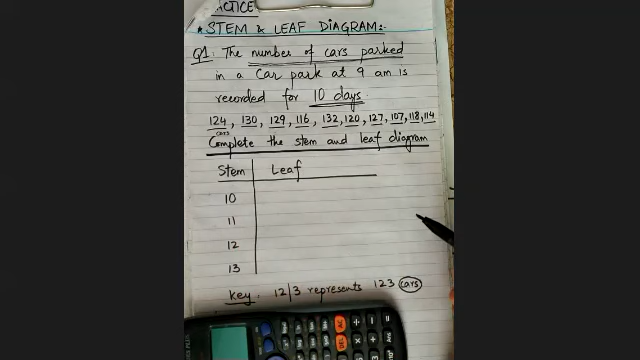 PRACTICE
* STEM & LEAF DIAGRAM:-
Q1: The number of cars parked
in a Car park at 9 am is
recorded for 10 days.
124, 130, 129, 116, 132, 120, 127, 107, 118, 114
cars
Complete the stem and leaf diagram
Stem Leaf
10
11
12
13
Key: 12/3 represents 123 cars